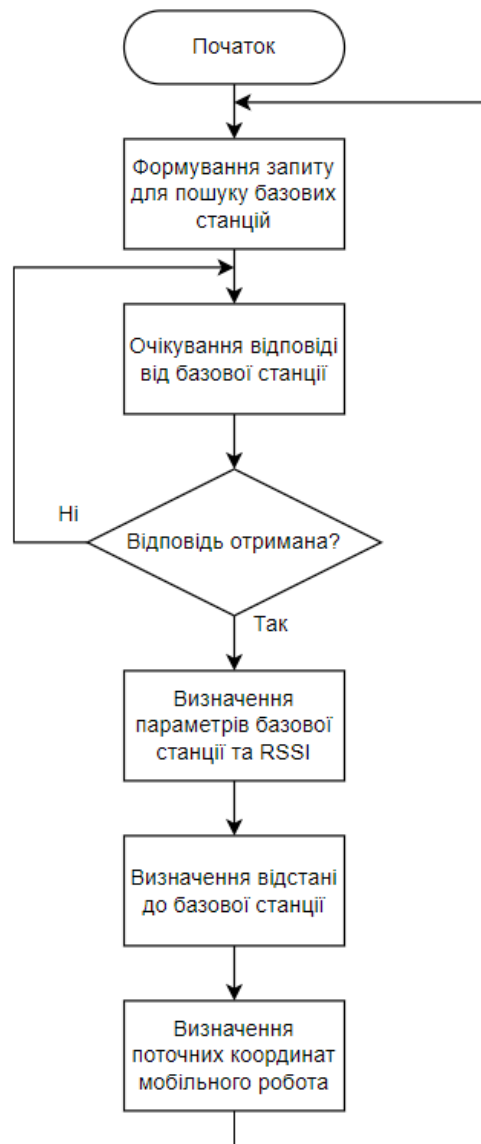 Початок
Формування запиту
для пошуку базових
станцій
Очікування відповіді
від базової станції
Ні
Відповідь отримана?
Так
Визначення
параметрів базової
станції та RSSI
Визначення відстані
до базової станції
Визначення
поточних координат
мобільного робота